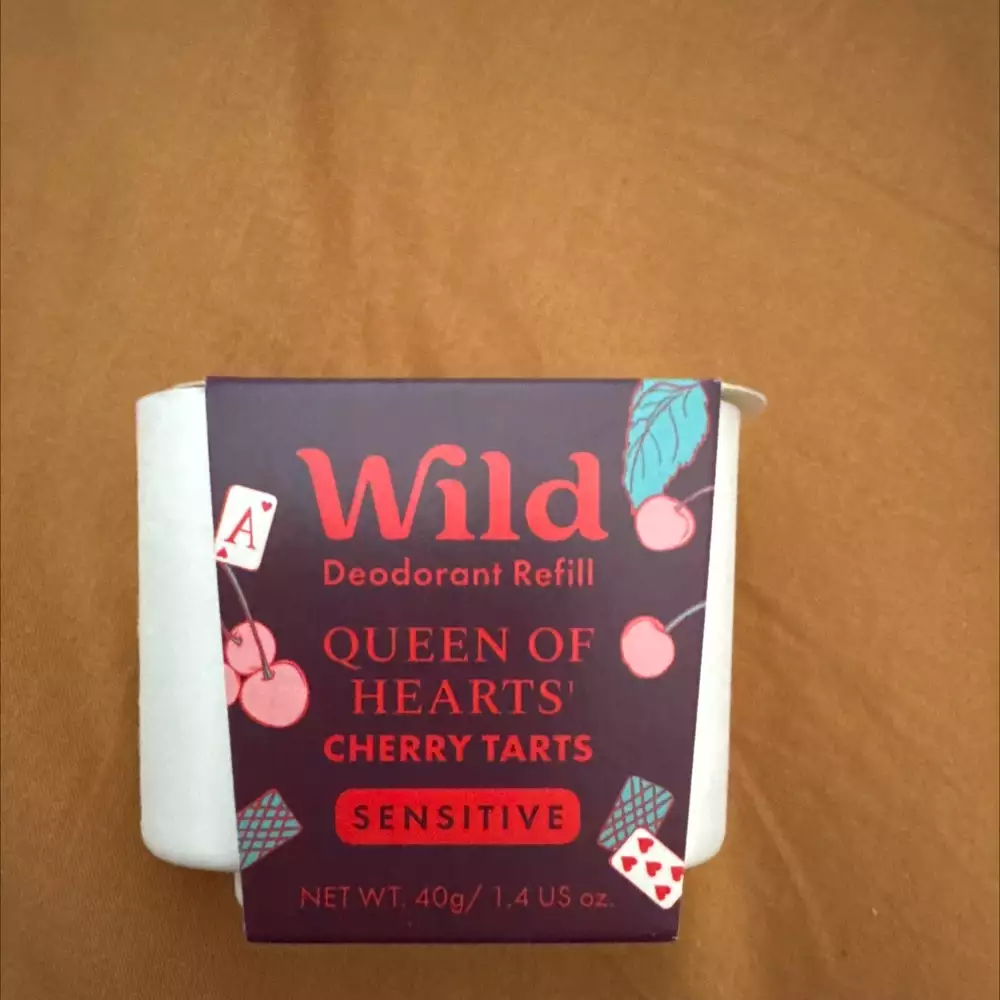 Wild
Deodorant Refill
A
QUEEN OF
HEARTS'
CHERRY TARTS
SENSITIVE
NET WT. 40g/ 1.4 US oz.